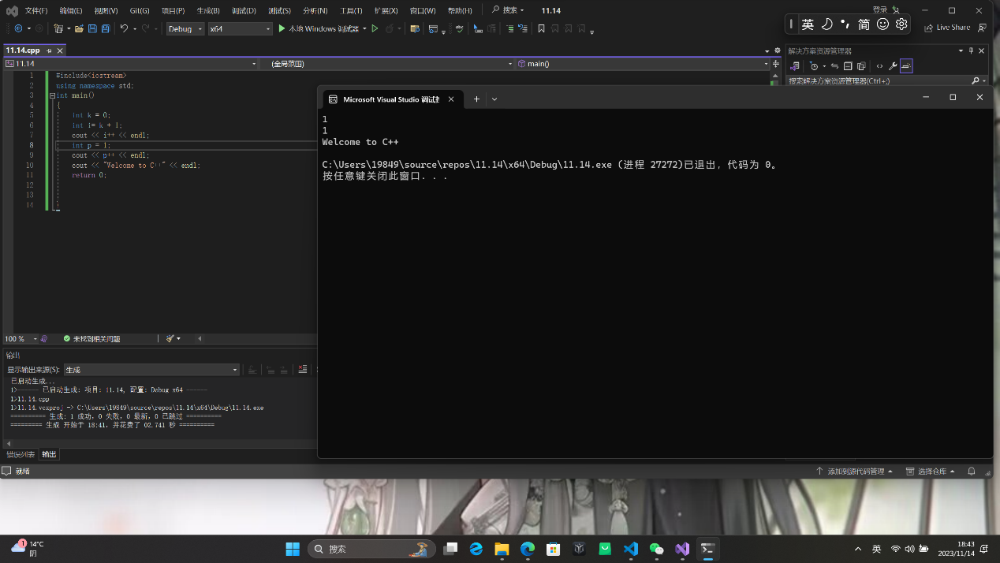 文件(F) 编辑(E) 视图(V) Git(G) 项目(P) 生成(B) 调试(D) 测试(S) 分析(N) 工具(T) 扩展(X) 窗口(W) 帮助(H) 搜索 11.14 登录
Debug x64 本地 Windows 调试器 Live Share
英 简
11.14.cpp
11.14 (全局范围) main()
解决方案资源管理器
搜索解决方案资源管理器(Ctrl+;)
1 #include<iostream>
2 using namespace std;
3 int main()
4 {
5 int k = 0;
6 int i= k + 1;
7 cout << i++ << endl;
8 int p = 1;
9 cout << p++ << endl;
10 cout << "Welcome to C++" << endl;
11 return 0;
12
13
14 }
Microsoft Visual Studio 调试
1
1
Welcome to C++
C:\Users\19849\source\repos\11.14\x64\Debug\11.14.exe (进程 27272)已退出，代码为 0。
按任意键关闭此窗口. . .
100 % 未找到相关问题
输出
显示输出来源(S): 生成
已启动生成...
1>------ 已启动生成: 项目: 11.14, 配置: Debug x64 ------
1>11.14.cpp
1>11.14.vcxproj -> C:\Users\19849\source\repos\11.14\x64\Debug\11.14.exe
========== 生成: 1 成功，0 失败，0 最新，0 已跳过 ==========
========= 生成 开始于 18:41，并花费了 02.741 秒 ==========
错误列表 输出
就绪 添加到源代码管理 选择仓库
1 14°C
阴
搜索
英 18:43
2023/11/14